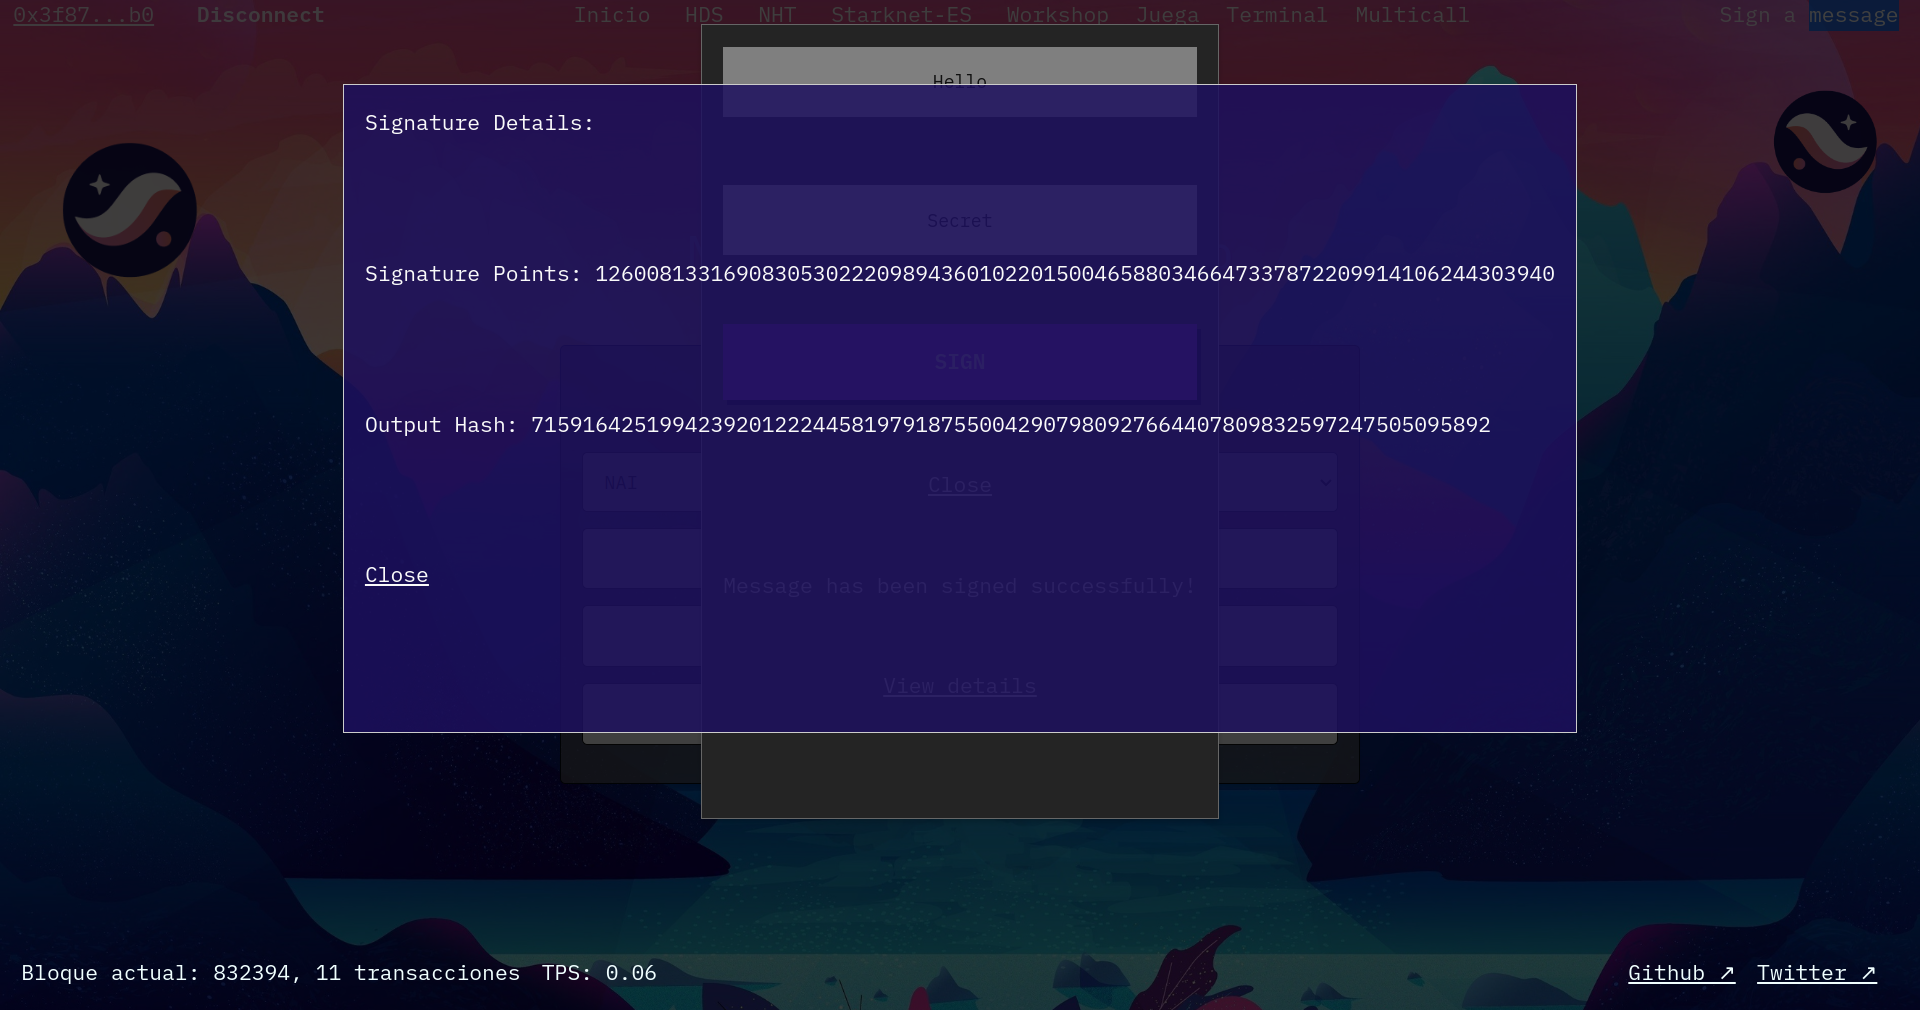 0x3f87...b0 Disconnect Inicio HDS NHT Starknet-ES Workshop Juega Terminal Multicall Sign a message
Hello
Signature Details:
Secret
Signature Points: 126008133169083053022209894360102201500465880346647337872209914106244303940
SIGN
Output Hash: 715916425199423920122244581979187550042907980927664407809832597247505095892
NAI
Close
Close
Message has been signed successfully!
View details
Bloque actual: 832394, 11 transacciones TPS: 0.06 Github ↗ Twitter ↗